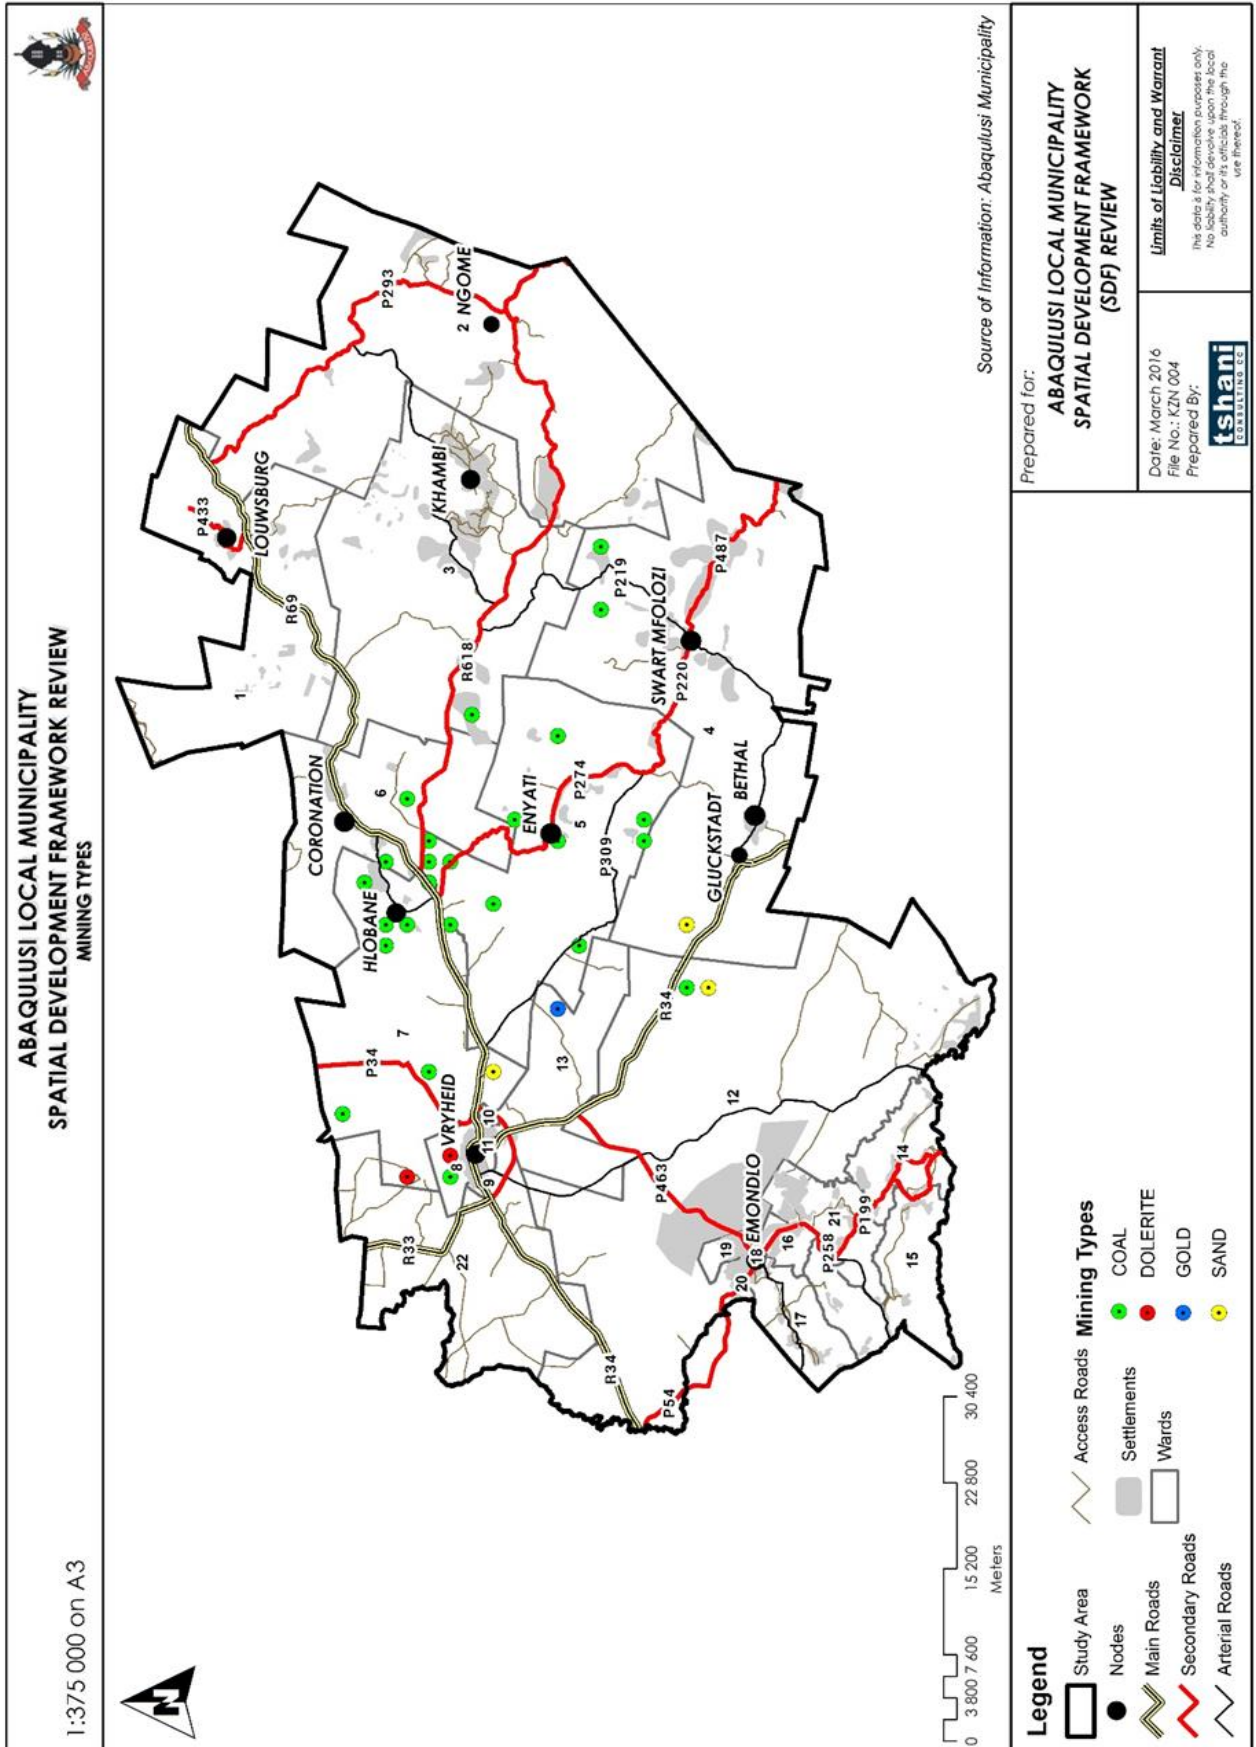 ABAQULUSI LOCAL MUNICIPALITY
SPATIAL DEVELOPMENT FRAMEWORK REVIEW
MINING TYPES
1:375 000 on A3
N
P433
LOUWSBURG
R69
1
P293
2 NGOME
KHAMBI
3
CORONATION
6
HLOBANE
R618
P219
SWART MFOLOZI
P487
P220
4
ENYATI
5
P274
P309
GLUCKSTADT
BETHAL
7
P34
VRYHEID
8
9
10
11
13
R34
12
R33
22
R34
P463
EMONDLO
19
18
20
16
17
21
P258
P199
14
15
P54
0 3 800 7 600 15 200 22 800 30 400
Meters
Source of Information: Abaqulusi Municipality
Legend
Study Area
Nodes
Main Roads
Secondary Roads
Arterial Roads
Access Roads
Settlements
Wards
Mining Types
COAL
DOLERITE
GOLD
SAND
Prepared for:
ABAQULUSI LOCAL MUNICIPALITY
SPATIAL DEVELOPMENT FRAMEWORK
(SDF) REVIEW
Date: March 2016
File No.: KZN 004
Prepared By:
tshani
CONSULTING CC
Limits of Liability and Warrant
Disclaimer
This data is for information purposes only.
No liability shall devolve upon the local
authority or it's officials through the
use thereof.